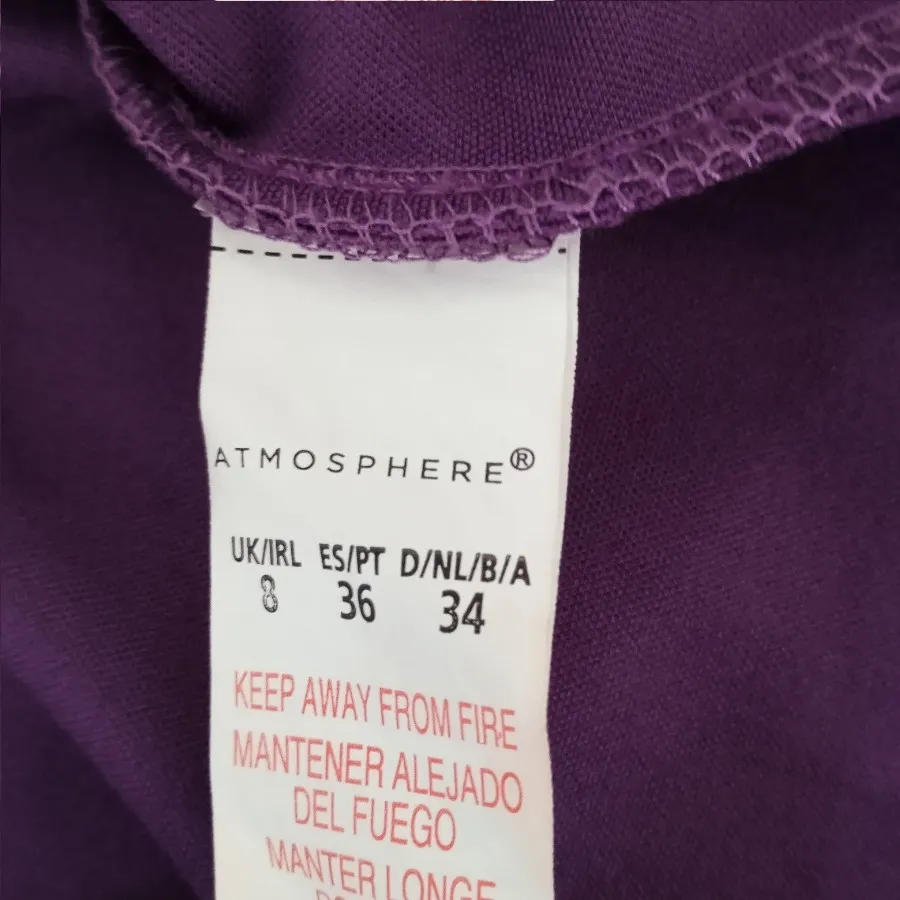 ATMOSPHERE®
UK/IRL ES/PT D/NL/B/A
8 36 34
KEEP AWAY FROM FIRE
MANTENER ALEJADO
DEL FUEGO
MANTER LONGE